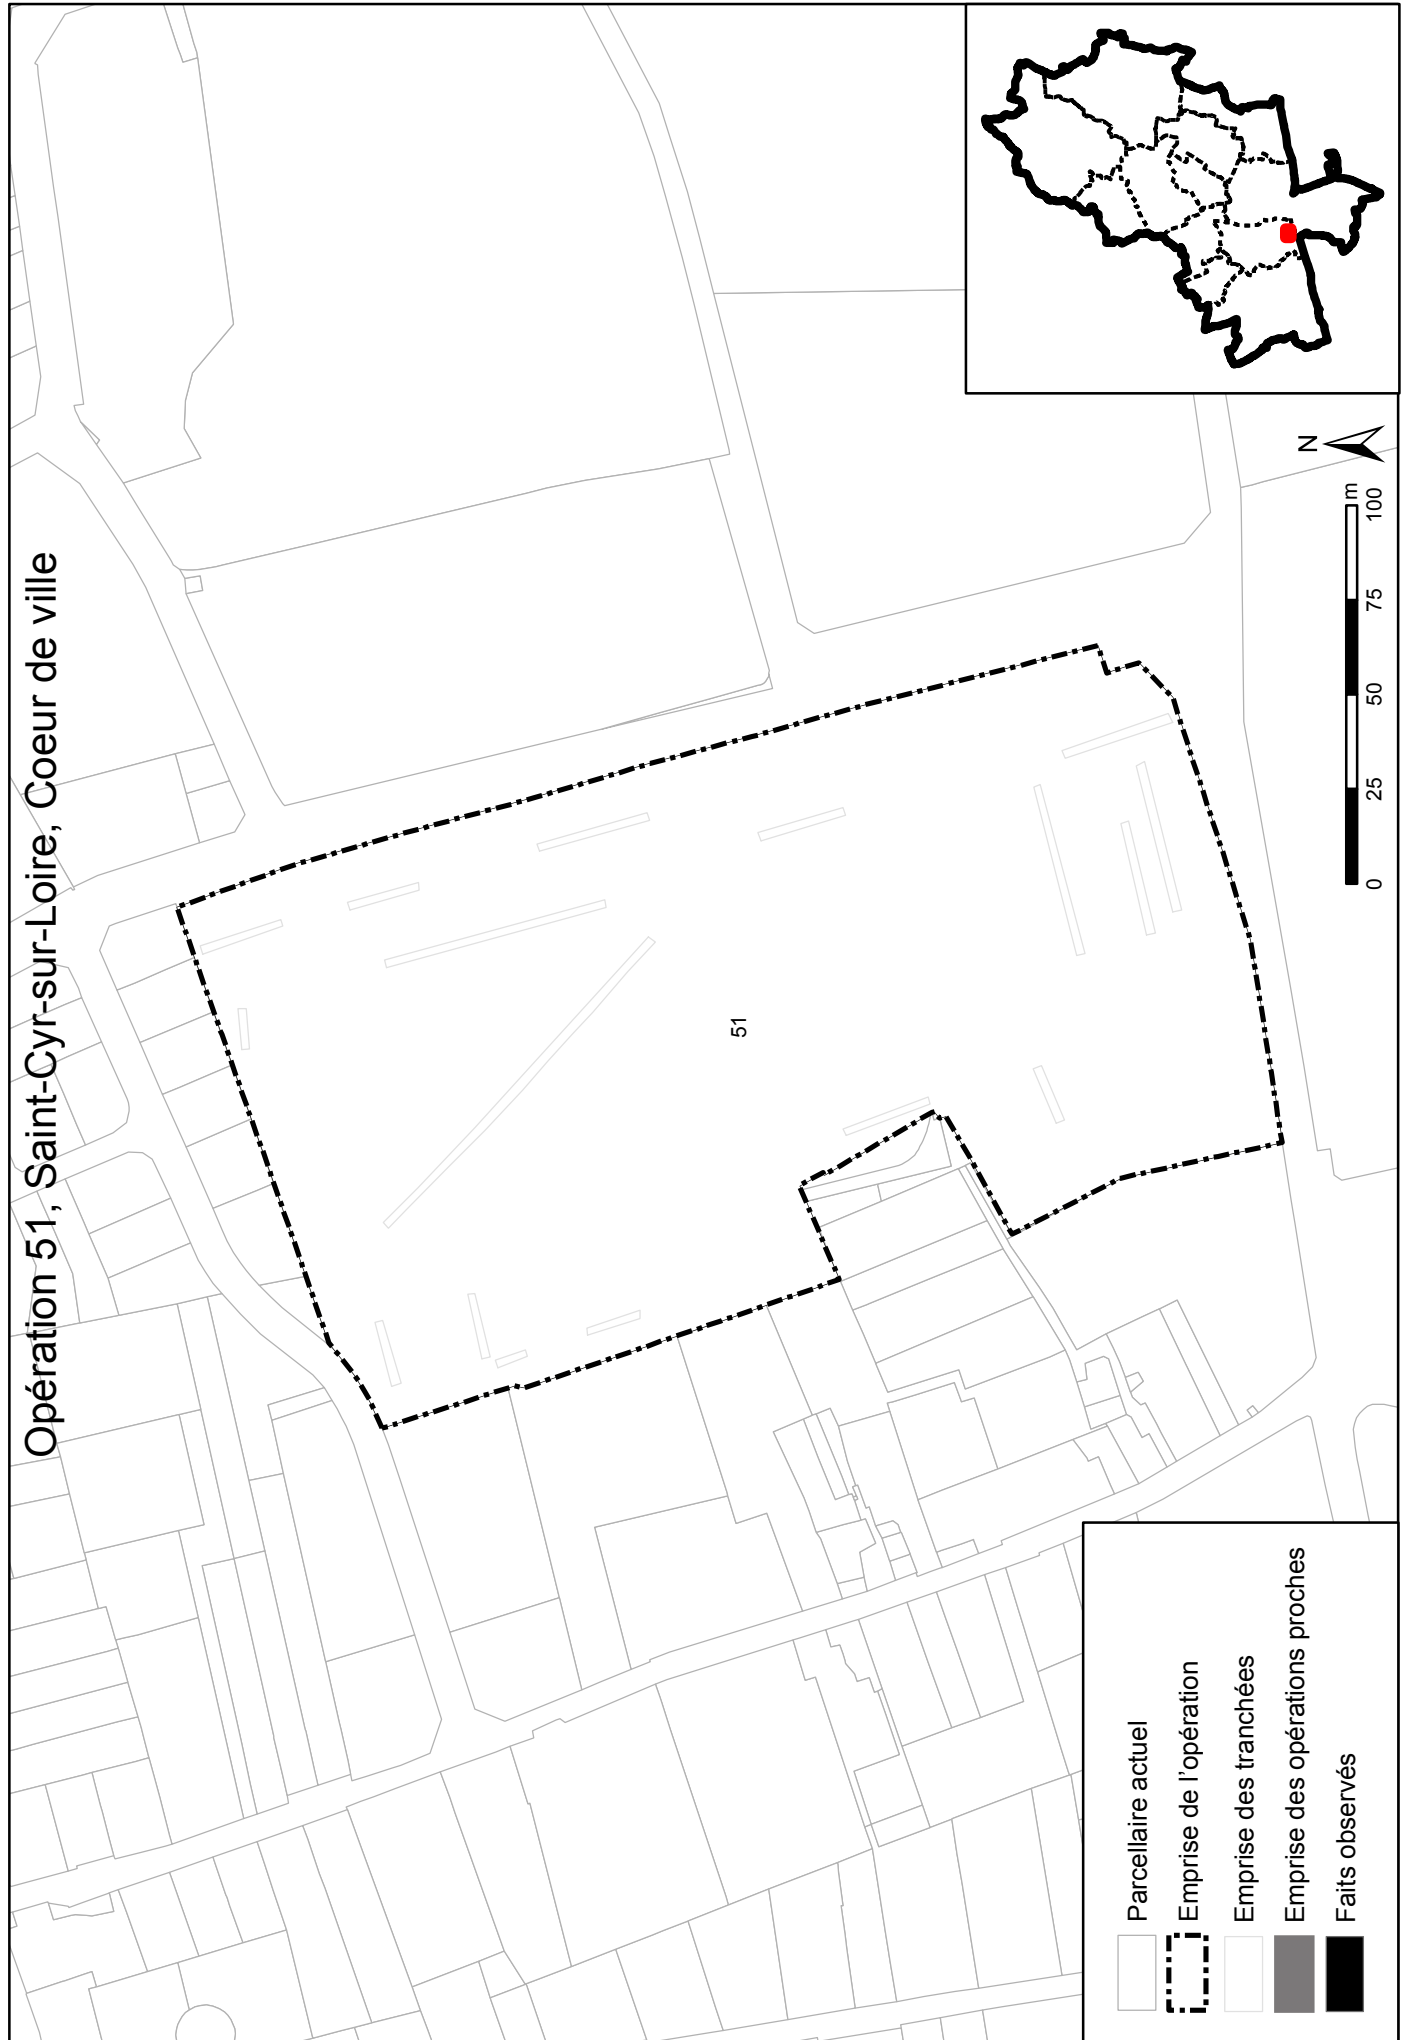 Opération 51, Saint-Cyr-sur-Loire, Coeur de ville
51
N
0 25 50 75 100
m
Parcellaire actuel
Emprise de l'opération
Emprise des tranchées
Emprise des opérations proches
Faits observés